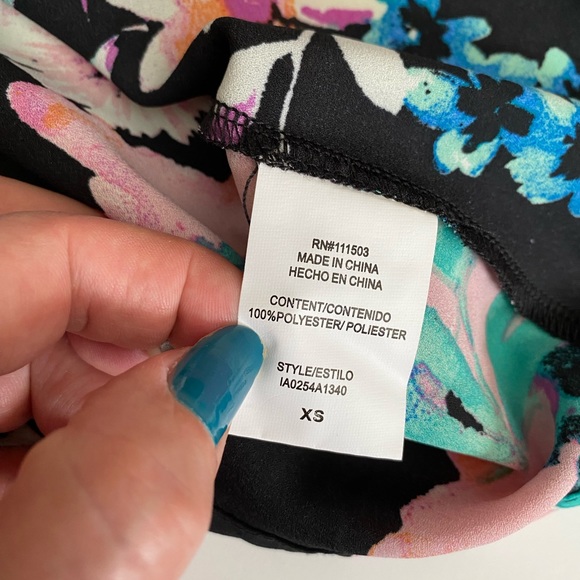 RN#111503
MADE IN CHINA
HECHO EN CHINA
CONTENT/CONTENIDO
100%POLYESTER/ POLIESTER
STYLE/ESTILO
IA0254A1340
XS